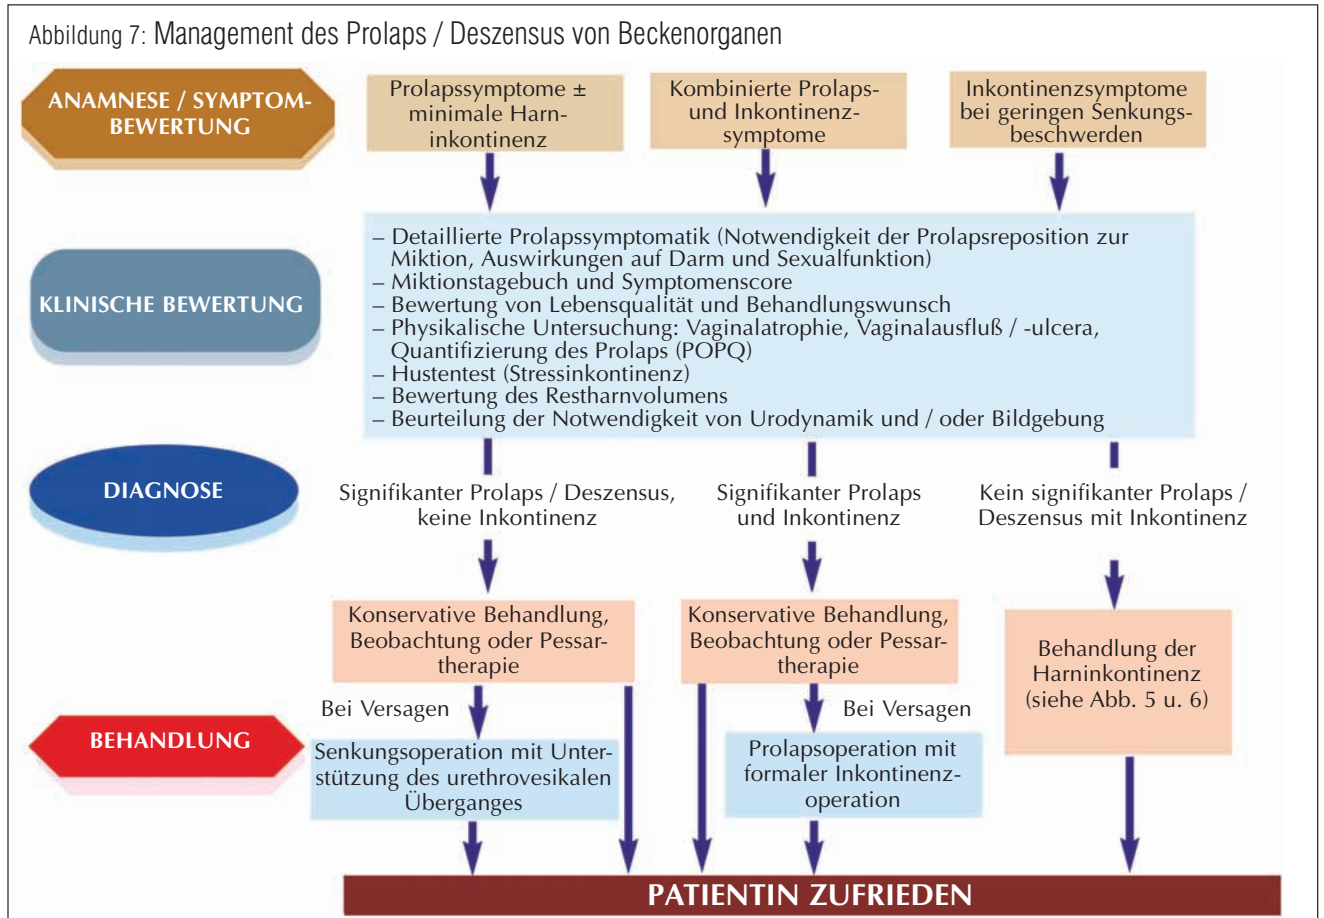 Abbildung 7: Management des Prolaps / Deszensus von Beckenorganen
ANAMNESE / SYMPTOM-
BEWERTUNG
Prolapssymptome ±
minimale Harn-
inkontinenz
Kombinierte Prolaps-
und Inkontinenz-
symptome
Inkontinenzsymptome
bei geringen Senkungs-
beschwerden
KLINISCHE BEWERTUNG
– Detaillierte Prolapssymptomatik (Notwendigkeit der Prolapsreposition zur
Miktion, Auswirkungen auf Darm und Sexualfunktion)
– Miktionstagebuch und Symptomenscore
– Bewertung von Lebensqualität und Behandlungswunsch
– Physikalische Untersuchung: Vaginalatrophie, Vaginalausfluß / -ulcera,
Quantifizierung des Prolaps (POPQ)
– Hustentest (Stressinkontinenz)
– Bewertung des Restharnvolumens
– Beurteilung der Notwendigkeit von Urodynamik und / oder Bildgebung
DIAGNOSE
Signifikanter Prolaps / Deszensus,
keine Inkontinenz
Signifikanter Prolaps
und Inkontinenz
Kein signifikanter Prolaps /
Deszensus mit Inkontinenz
Konservative Behandlung,
Beobachtung oder Pessar-
therapie
Konservative Behandlung,
Beobachtung oder Pessar-
therapie
Behandlung der
Harninkontinenz
(siehe Abb. 5 u. 6)
BEHANDLUNG
Bei Versagen
Bei Versagen
Senkungsoperation mit Unter-
stützung des urethrovesikalen
Überganges
Prolapsoperation mit
formaler Inkontinenz-
operation
PATIENTIN ZUFRIEDEN